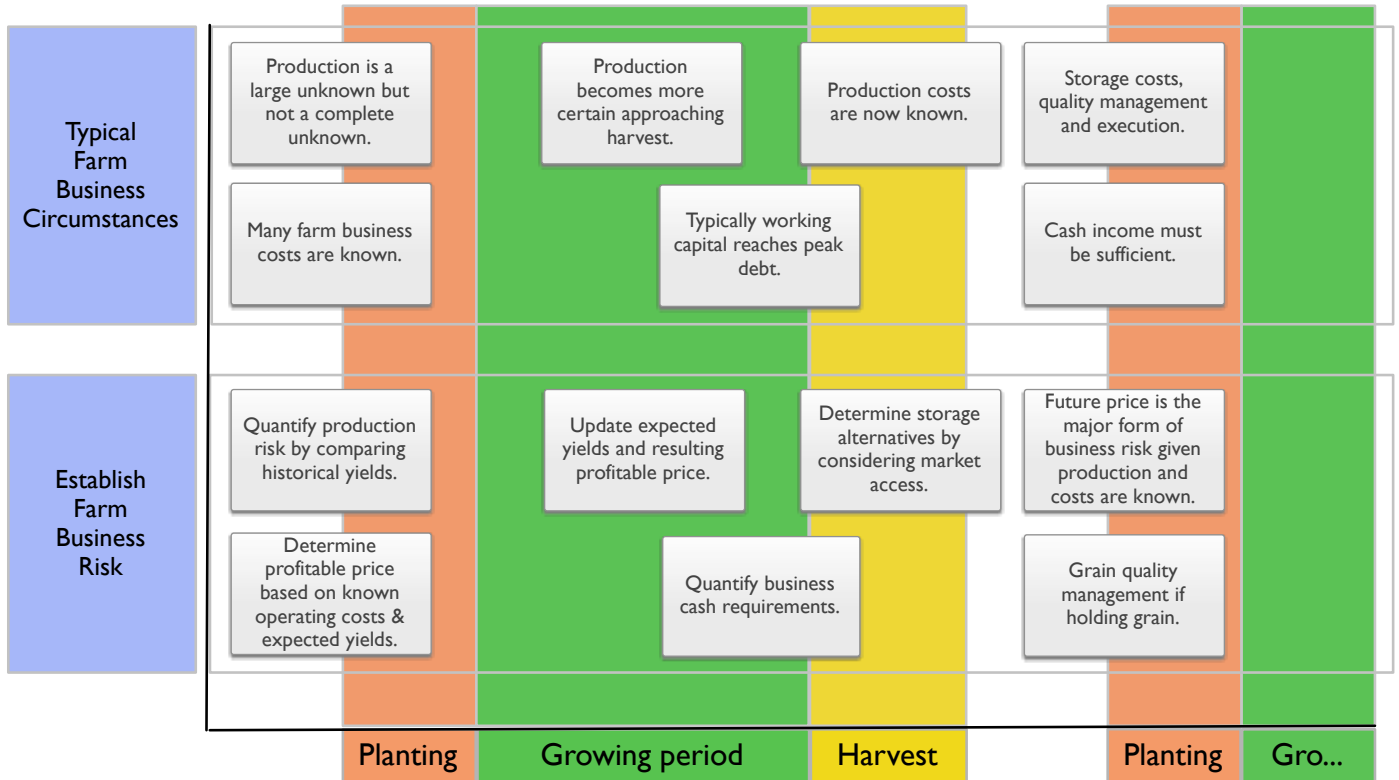 Typical
Farm
Business
Circumstances
Production is a
large unknown but
not a complete
unknown.
Production
becomes more
certain approaching
harvest.
Production costs
are now known.
Storage costs,
quality management
and execution.
Many farm business
costs are known.
Typically working
capital reaches peak
debt.
Cash income must
be sufficient.
Establish
Farm
Business
Risk
Quantify production
risk by comparing
historical yields.
Update expected
yields and resulting
profitable price.
Determine storage
alternatives by
considering market
access.
Future price is the
major form of
business risk given
production and
costs are known.
Determine
profitable price
based on known
operating costs &
expected yields.
Quantify business
cash requirements.
Grain quality
management if
holding grain.
Planting
Growing period
Harvest
Planting
Gro...